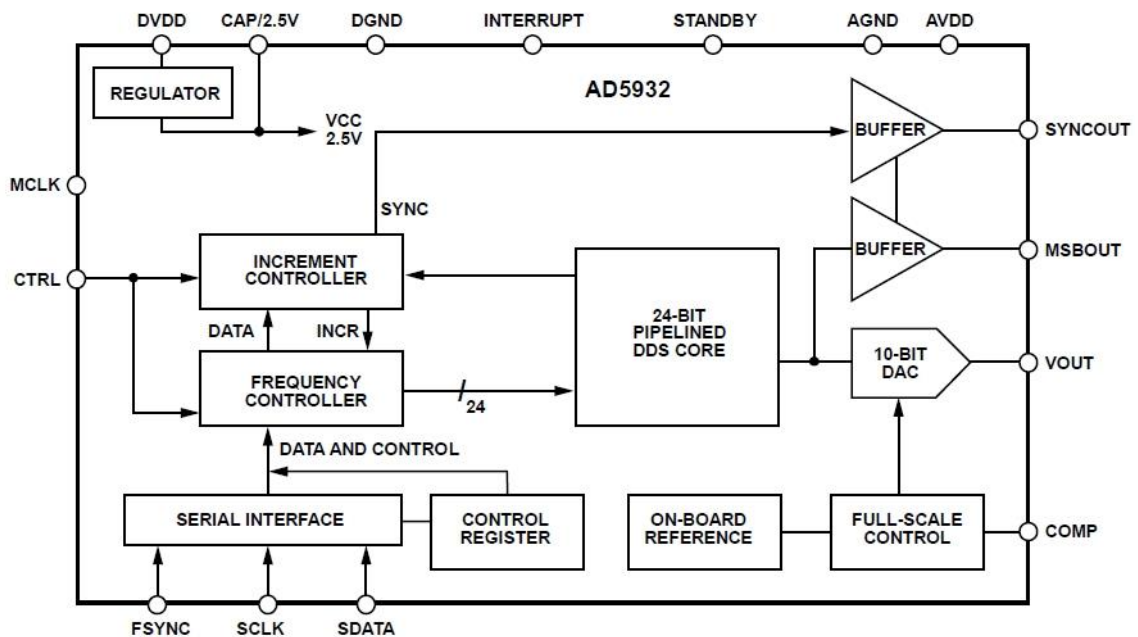 DVDD
CAP/2.5V
DGND
INTERRUPT
STANDBY
AGND
AVDD
REGULATOR
AD5932
VCC
2.5V
BUFFER
SYNCOUT
MCLK
SYNC
CTRL
INCREMENT
CONTROLLER
BUFFER
MSBOUT
DATA
INCR
24-BIT
PIPELINED
DDS CORE
FREQUENCY
CONTROLLER
24
10-BIT
DAC
VOUT
DATA AND CONTROL
SERIAL INTERFACE
CONTROL
REGISTER
ON-BOARD
REFERENCE
FULL-SCALE
CONTROL
COMP
FSYNC
SCLK
SDATA